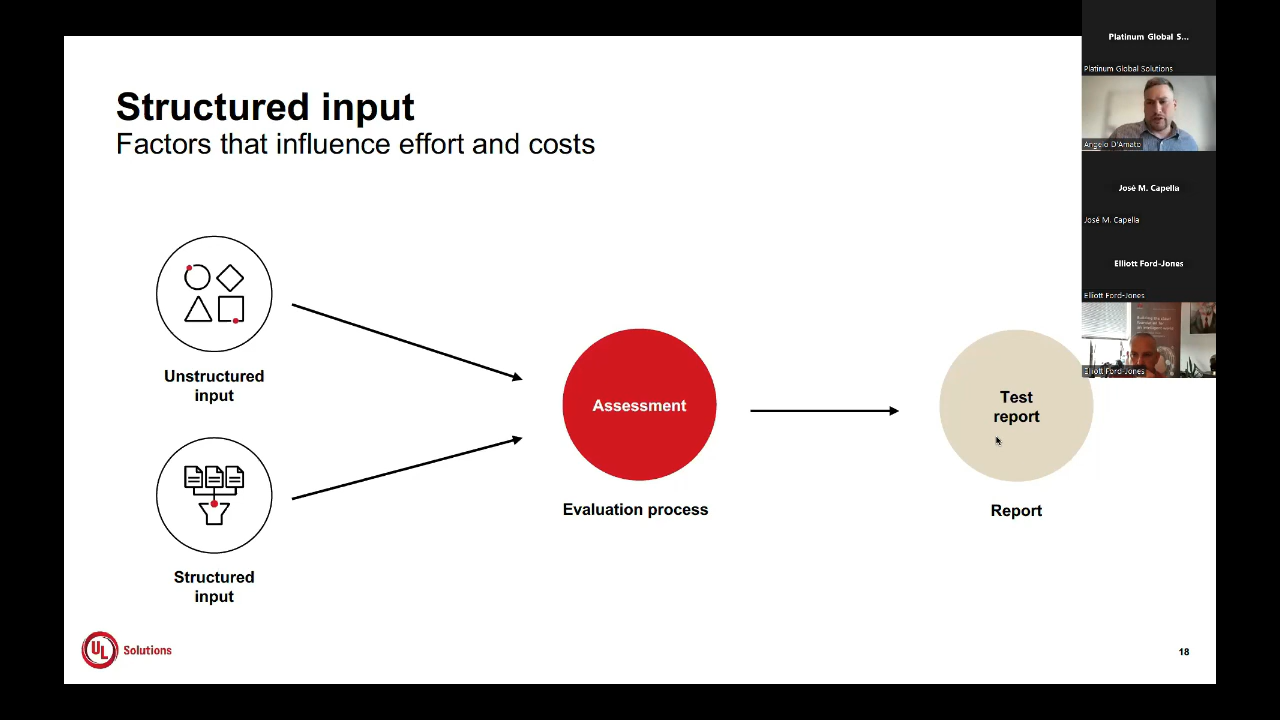 Structured input
Factors that influence effort and costs
Unstructured
input
Structured
input
Assessment
Evaluation process
Test
report
Report
UL Solutions
18
Platinum Global S...
Platinum Global Solutions
Angelo D'Amato
José M. Capella
José M. Capella
Elliott Ford-Jones
Elliott Ford-Jones
Elliott Ford-Jones